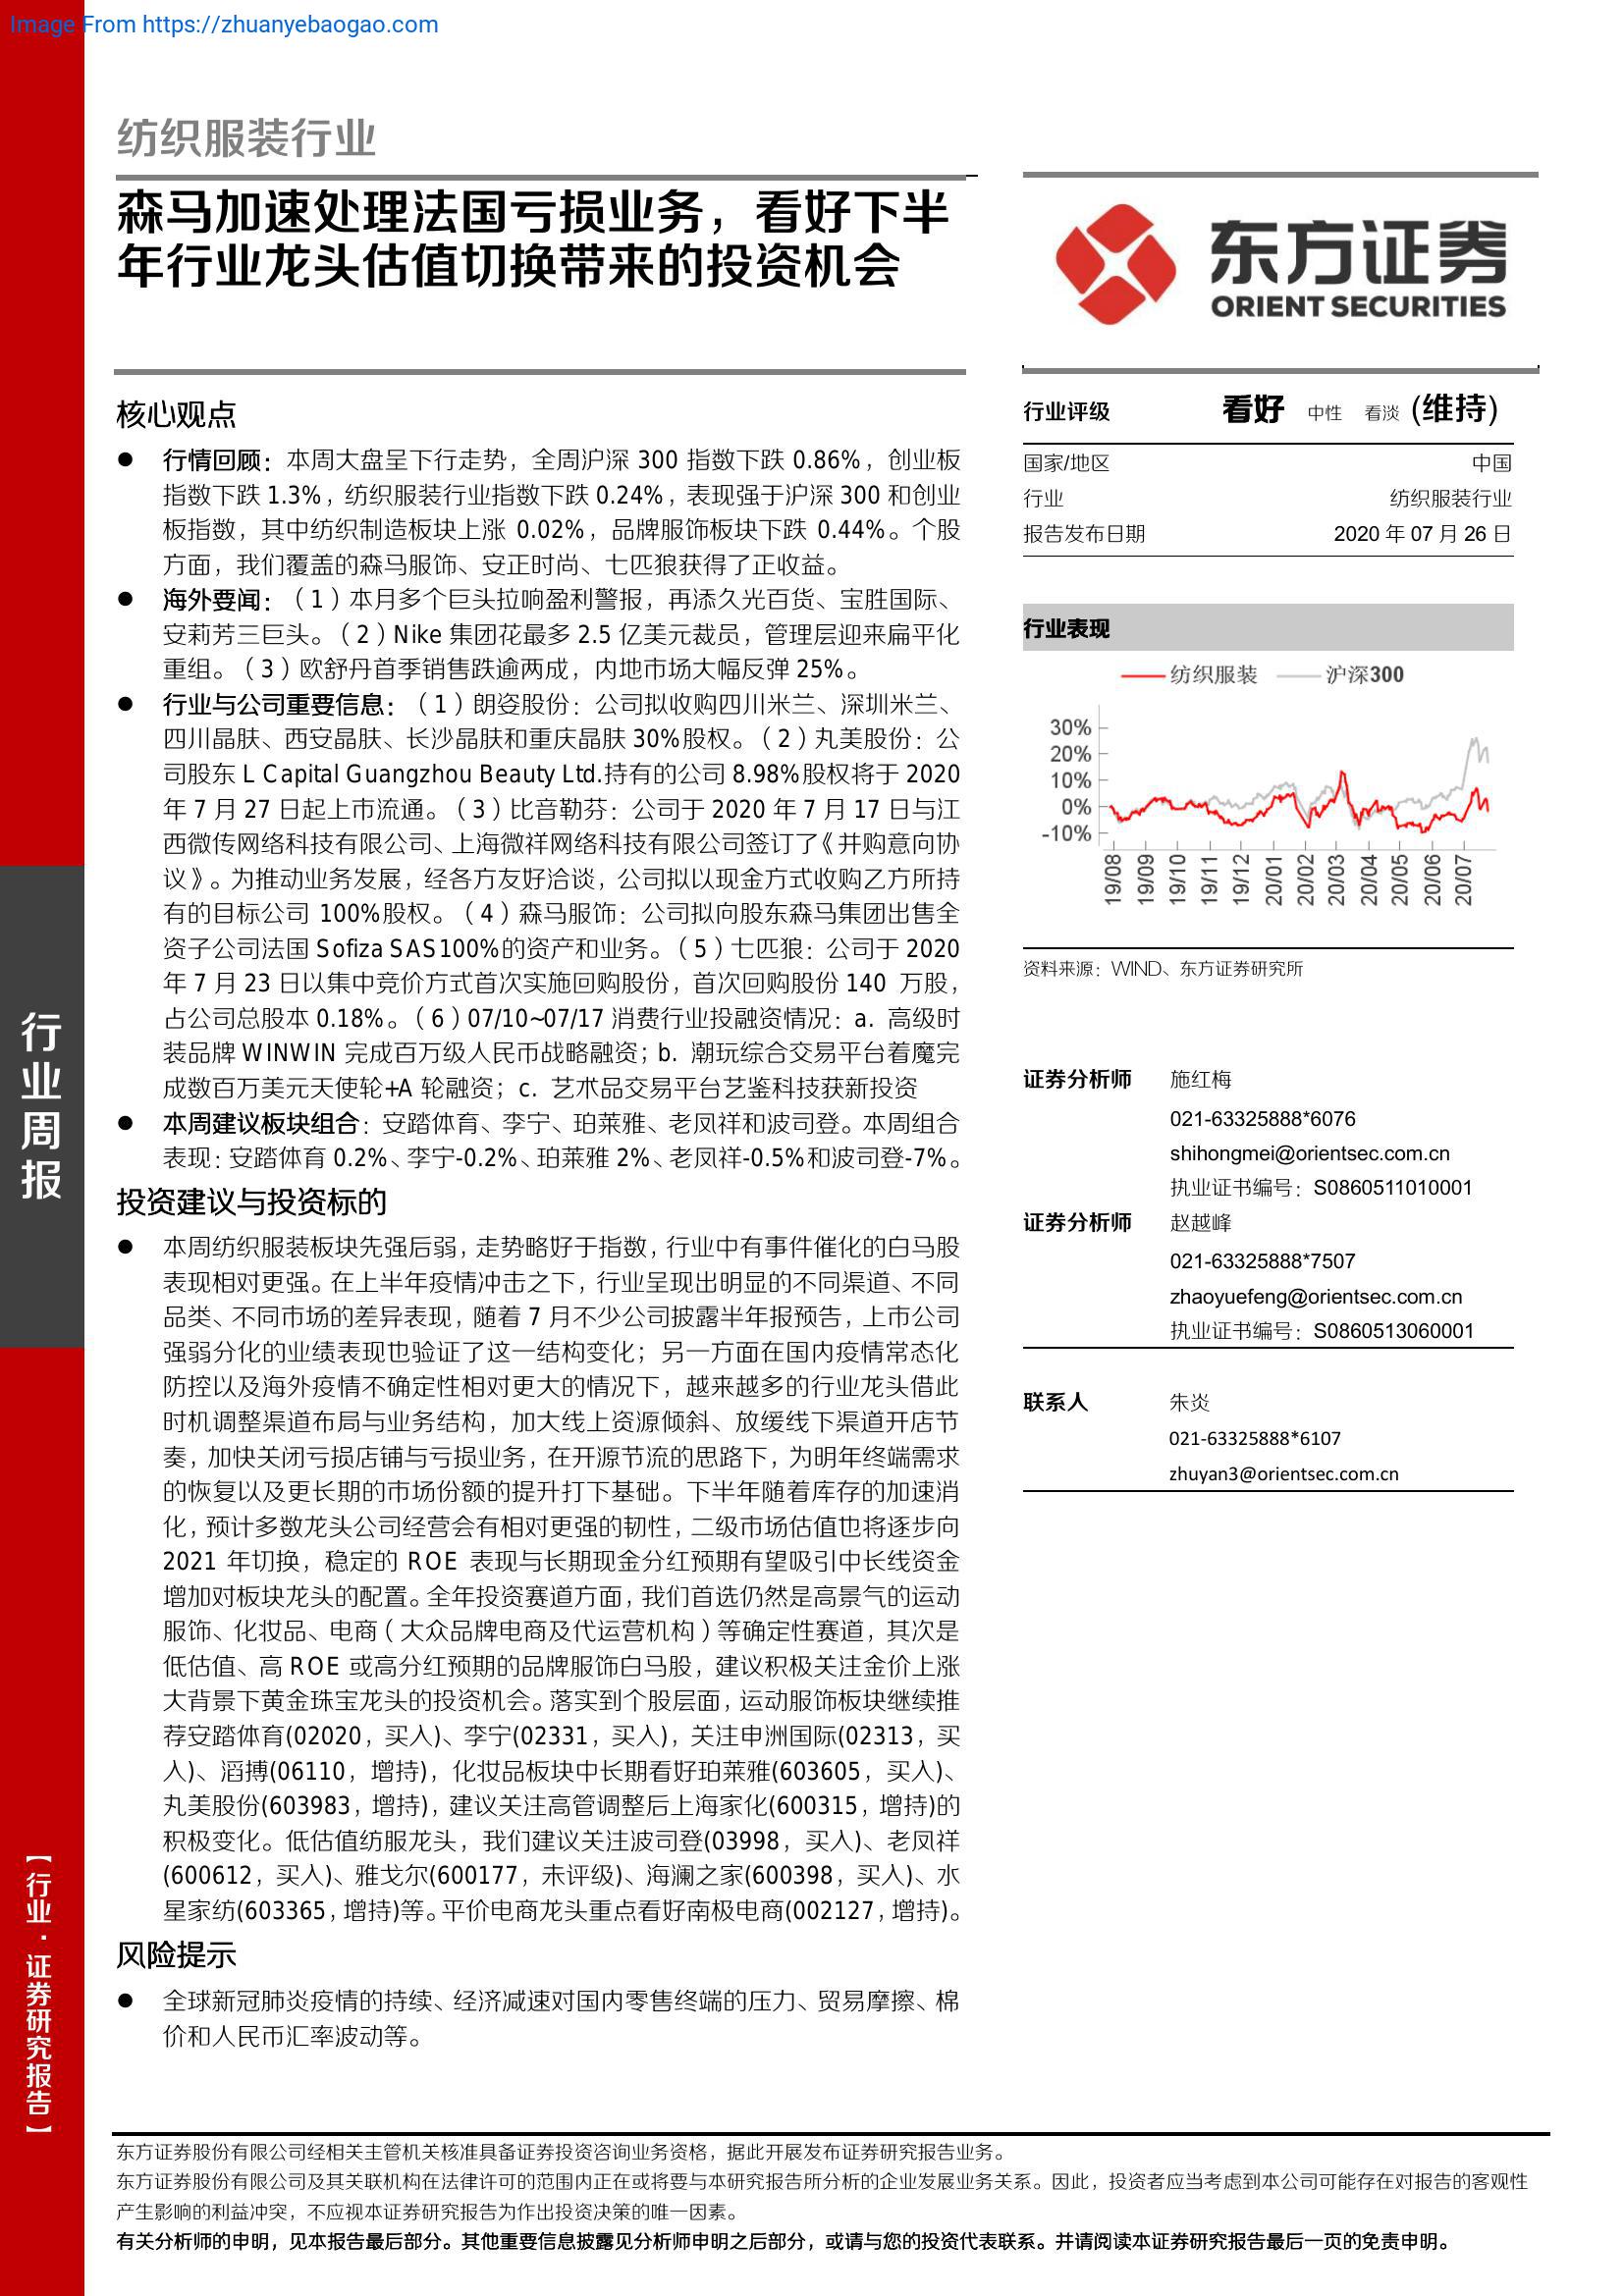 Image From https://zhuanyebaogao.com
纺织服装行业
森马加速处理法国亏损业务，看好下半
年行业龙头估值切换带来的投资机会
核心观点
● 行情回顾：本周大盘呈下行走势，全周沪深 300 指数下跌 0.86%，创业板
指数下跌 1.3%，纺织服装行业指数下跌 0.24%，表现强于沪深 300 和创业
板指数，其中纺织制造板块上涨 0.02%，品牌服饰板块下跌 0.44%。个股
方面，我们覆盖的森马服饰、安正时尚、七匹狼获得了正收益。
● 海外要闻：（1）本月多个巨头拉响盈利警报，再添久光百货、宝胜国际、
安莉芳三巨头。（2）Nike 集团花最多 2.5 亿美元裁员，管理层迎来扁平化
重组。（3）欧舒丹首季销售跌逾两成，内地市场大幅反弹 25%。
● 行业与公司重要信息：（1）朗姿股份：公司拟收购四川米兰、深圳米兰、
四川晶肤、西安晶肤、长沙晶肤和重庆晶肤 30%股权。（2）丸美股份：公
司股东 L Capital Guangzhou Beauty Ltd.持有的公司 8.98%股权将于 2020
年 7 月 27 日起上市流通。（3）比音勒芬：公司于 2020 年 7 月 17 日与江
西微传网络科技有限公司、上海微祥网络科技有限公司签订了《并购意向协
议》。为推动业务发展，经各方友好洽谈，公司拟以现金方式收购乙方所持
有的目标公司 100%股权。（4）森马服饰：公司拟向股东森马集团出售全
资子公司法国 Sofiza SAS100%的资产和业务。（5）七匹狼：公司于 2020
年 7 月 23 日以集中竞价方式首次实施回购股份，首次回购股份 140 万股，
占公司总股本 0.18%。（6）07/10~07/17 消费行业投融资情况：a. 高级时
装品牌 WINWIN 完成百万级人民币战略融资；b. 潮玩综合交易平台着魔完
成数百万美元天使轮+A 轮融资；c. 艺术品交易平台艺鉴科技获新投资
● 本周建议板块组合：安踏体育、李宁、珀莱雅、老凤祥和波司登。本周组合
表现：安踏体育 0.2%、李宁-0.2%、珀莱雅 2%、老凤祥-0.5%和波司登-7%。
投资建议与投资标的
● 本周纺织服装板块先强后弱，走势略好于指数，行业中有事件催化的白马股
表现相对更强。在上半年疫情冲击之下，行业呈现出明显的不同渠道、不同
品类、不同市场的差异表现，随着 7 月不少公司披露半年报预告，上市公司
强弱分化的业绩表现也验证了这一结构变化；另一方面在国内疫情常态化
防控以及海外疫情不确定性相对更大的情况下，越来越多的行业龙头借此
时机调整渠道布局与业务结构，加大线上资源倾斜、放缓线下渠道开店节
奏，加快关闭亏损店铺与亏损业务，在开源节流的思路下，为明年终端需求
的恢复以及更长期的市场份额的提升打下基础。下半年随着库存的加速消
化，预计多数龙头公司经营会有相对更强的韧性，二级市场估值也将逐步向
2021 年切换，稳定的 ROE 表现与长期现金分红预期有望吸引中长线资金
增加对板块龙头的配置。全年投资赛道方面，我们首选仍然是高景气的运动
服饰、化妆品、电商（大众品牌电商及代运营机构）等确定性赛道，其次是
低估值、高 ROE 或高分红预期的品牌服饰白马股，建议积极关注金价上涨
大背景下黄金珠宝龙头的投资机会。落实到个股层面，运动服饰板块继续推
荐安踏体育(02020，买入)、李宁(02331，买入)，关注申洲国际(02313，买
入)、滔搏(06110，增持)，化妆品板块中长期看好珀莱雅(603605，买入)、
丸美股份(603983，增持)，建议关注高管调整后上海家化(600315，增持)的
积极变化。低估值纺服龙头，我们建议关注波司登(03998，买入)、老凤祥
(600612，买入)、雅戈尔(600177，未评级)、海澜之家(600398，买入)、水
星家纺(603365，增持)等。平价电商龙头重点看好南极电商(002127，增持)。
风险提示
● 全球新冠肺炎疫情的持续、经济减速对国内零售终端的压力、贸易摩擦、棉
价和人民币汇率波动等。
东方证券
ORIENT SECURITIES
行业评级 看好 中性 看淡 (维持)
国家/地区 中国
行业 纺织服装行业
报告发布日期 2020 年 07 月 26 日
行业表现
纺织服装 沪深300
30%
20%
10%
0%
-10%
19/08 19/09 19/10 19/11 19/12 20/01 20/02 20/03 20/04 20/05 20/06 20/07
资料来源：WIND、东方证券研究所
证券分析师 施红梅
021-63325888*6076
shihongmei@orientsec.com.cn
执业证书编号：S0860511010001
证券分析师 赵越峰
021-63325888*7507
zhaoyuefeng@orientsec.com.cn
执业证书编号：S0860513060001
联系人 朱炎
021-63325888*6107
zhuyan3@orientsec.com.cn
行业周报
【行业·证券研究报告】
东方证券股份有限公司经相关主管机关核准具备证券投资咨询业务资格，据此开展发布证券研究报告业务。
东方证券股份有限公司及其关联机构在法律许可的范围内正在或将要与本研究报告所分析的企业发展业务关系。因此，投资者应当考虑到本公司可能存在对报告的客观性
产生影响的利益冲突，不应视本证券研究报告为作出投资决策的唯一因素。
有关分析师的申明，见本报告最后部分。其他重要信息披露见分析师申明之后部分，或请与您的投资代表联系。并请阅读本证券研究报告最后一页的免责申明。